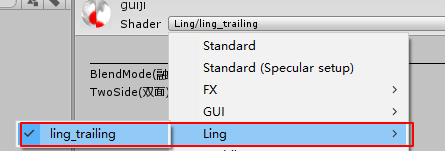 guiji
Shader Ling/ling_trailing
Standard
Standard (Specular setup)
BlendMode(融
FX
TwoSide(双面)
GUI
ling_trailing
Ling